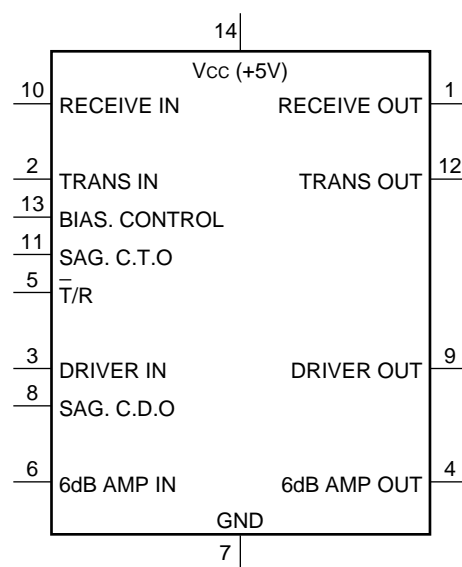 14
Vcc (+5V)
10 RECEIVE IN RECEIVE OUT 1
2 TRANS IN TRANS OUT 12
13 BIAS. CONTROL
11 SAG. C.T.O
5 T̅/R
3 DRIVER IN DRIVER OUT 9
8 SAG. C.D.O
6 6dB AMP IN 6dB AMP OUT 4
GND
7